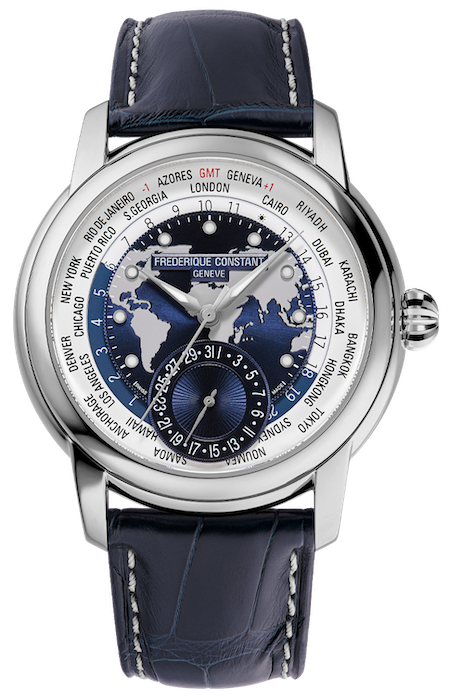 LONDON
GENEVA +1
CAIRO
RIYADH
DUBAI
KARACHI
DHAKA
BANGKOK
HONGKONG
TOKYO
SYDNEY
NOUMEA
SAMOA
HAWAII
ANCHORAGE
LOS ANGELES
DENVER
CHICAGO
NEW YORK
PUERTO RICO
RIO DE JANEIRO
S.GEORGIA
-1 AZORES
GMT
1
2
3
4
5
6
7
8
9
10
11
12
13
14
15
16
17
18
19
20
FREDERIQUE CONSTANT
GENEVE
31 1
3
5
7
9
11
13
15
17
19
21
23
25
27
29